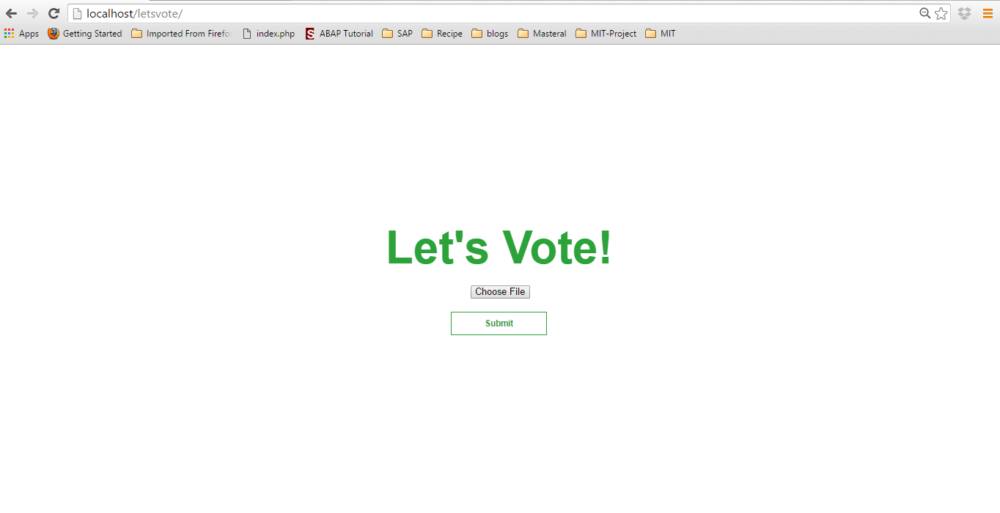 localhost/letsvote/
Apps Getting Started Imported From Firefo index.php ABAP Tutorial SAP Recipe blogs Masteral MIT-Project MIT
Let's Vote!
Choose File
Submit